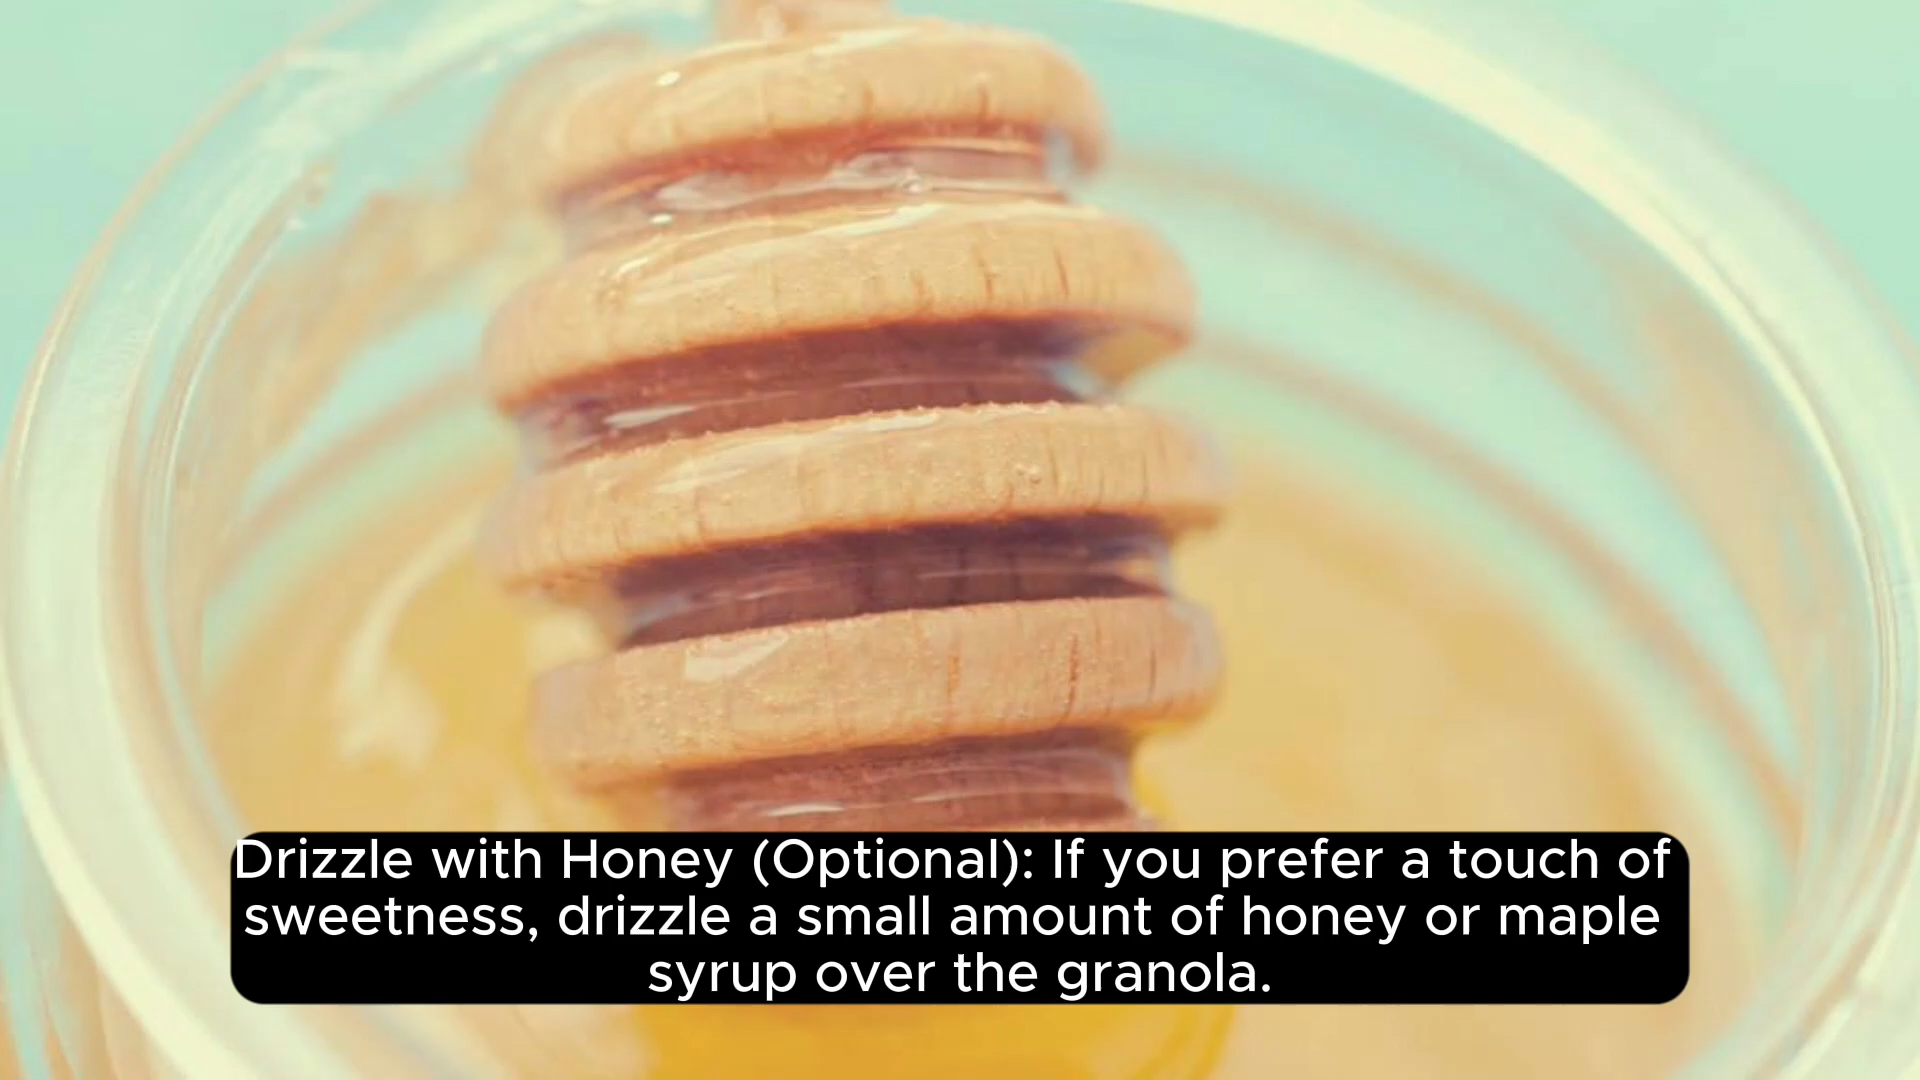 Drizzle with Honey (Optional): If you prefer a touch of
sweetness, drizzle a small amount of honey or maple
syrup over the granola.